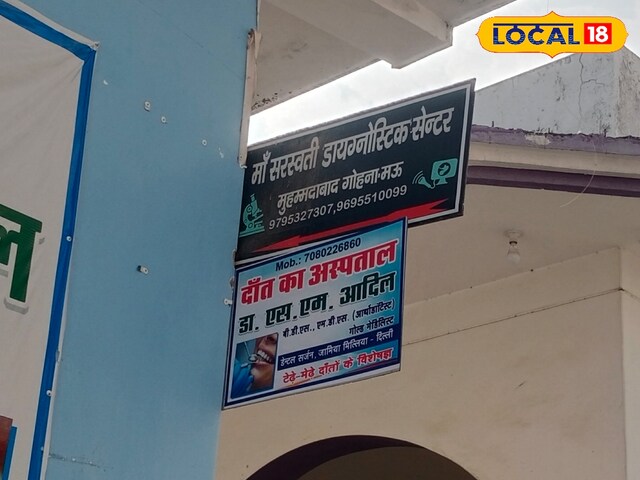 LOCAL 18
माँ सरस्वती डायग्नोस्टिक सेन्टर
मुहम्मदाबाद गोहना-मऊ
9795327307,9695510099
Mob.: 7080226860
दाँत का अस्पताल
डा. एस. एम. आदिल
बी.डी.एस., एम.डी.एस. (आर्थोडांटिस्ट)
गोल्ड मेडिलिस्ट
डेन्टल सर्जन, जामिया मिल्लिया - दिल्ली
टेढ़े-मेढ़े दाँतों के विशेषज्ञ